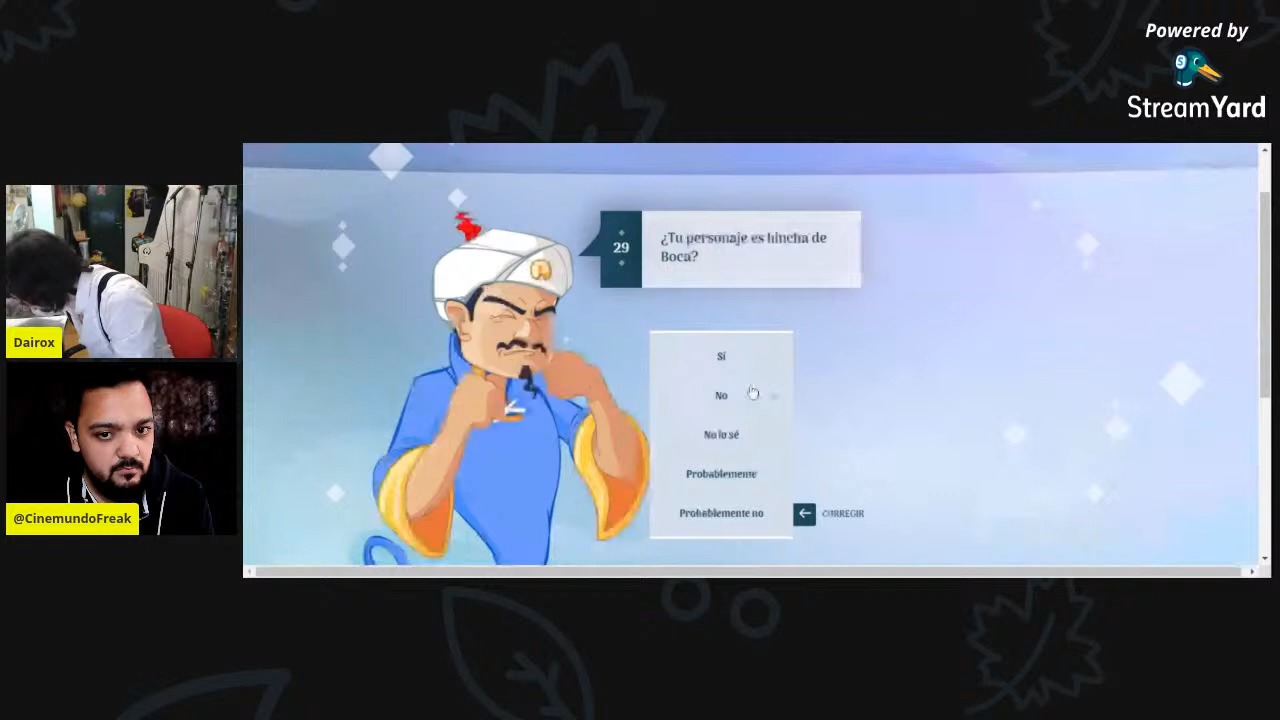 Powered by
StreamYard
29
¿Tu personaje es hincha de
Boca?
Sí
No
No lo sé
Probablemente
Probablemente no
CORREGIR
Dairox
@CinemundoFreak